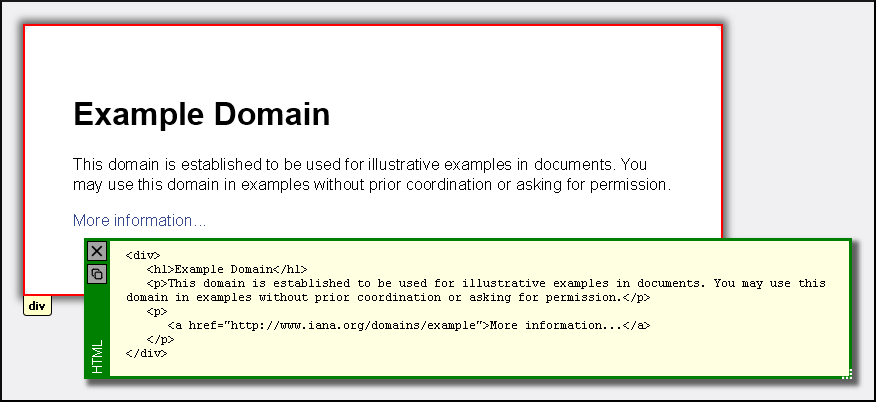 Example Domain
This domain is established to be used for illustrative examples in documents. You
may use this domain in examples without prior coordination or asking for permission.
More information...
div
HTML
<div>
<h1>Example Domain</h1>
<p>This domain is established to be used for illustrative examples in documents. You may use this
domain in examples without prior coordination or asking for permission.</p>
<p>
<a href="http://www.iana.org/domains/example">More information...</a>
</p>
</div>